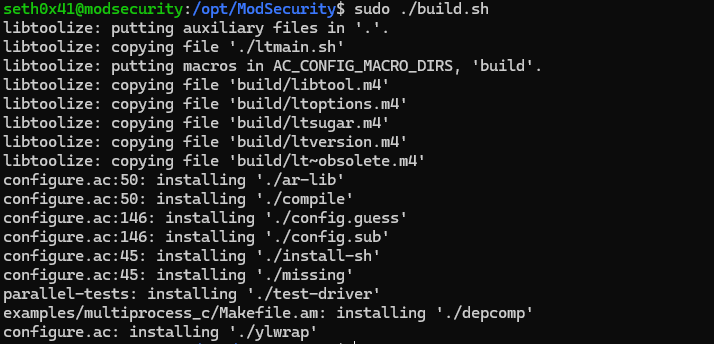 seth0x41@modsecurity:/opt/ModSecurity$ sudo ./build.sh
libtoolize: putting auxiliary files in '.'.
libtoolize: copying file './ltmain.sh'
libtoolize: putting macros in AC_CONFIG_MACRO_DIRS, 'build'.
libtoolize: copying file 'build/libtool.m4'
libtoolize: copying file 'build/ltoptions.m4'
libtoolize: copying file 'build/ltsugar.m4'
libtoolize: copying file 'build/ltversion.m4'
libtoolize: copying file 'build/lt~obsolete.m4'
configure.ac:50: installing './ar-lib'
configure.ac:50: installing './compile'
configure.ac:146: installing './config.guess'
configure.ac:146: installing './config.sub'
configure.ac:45: installing './install-sh'
configure.ac:45: installing './missing'
parallel-tests: installing './test-driver'
examples/multiprocess_c/Makefile.am: installing './depcomp'
configure.ac: installing './ylwrap'